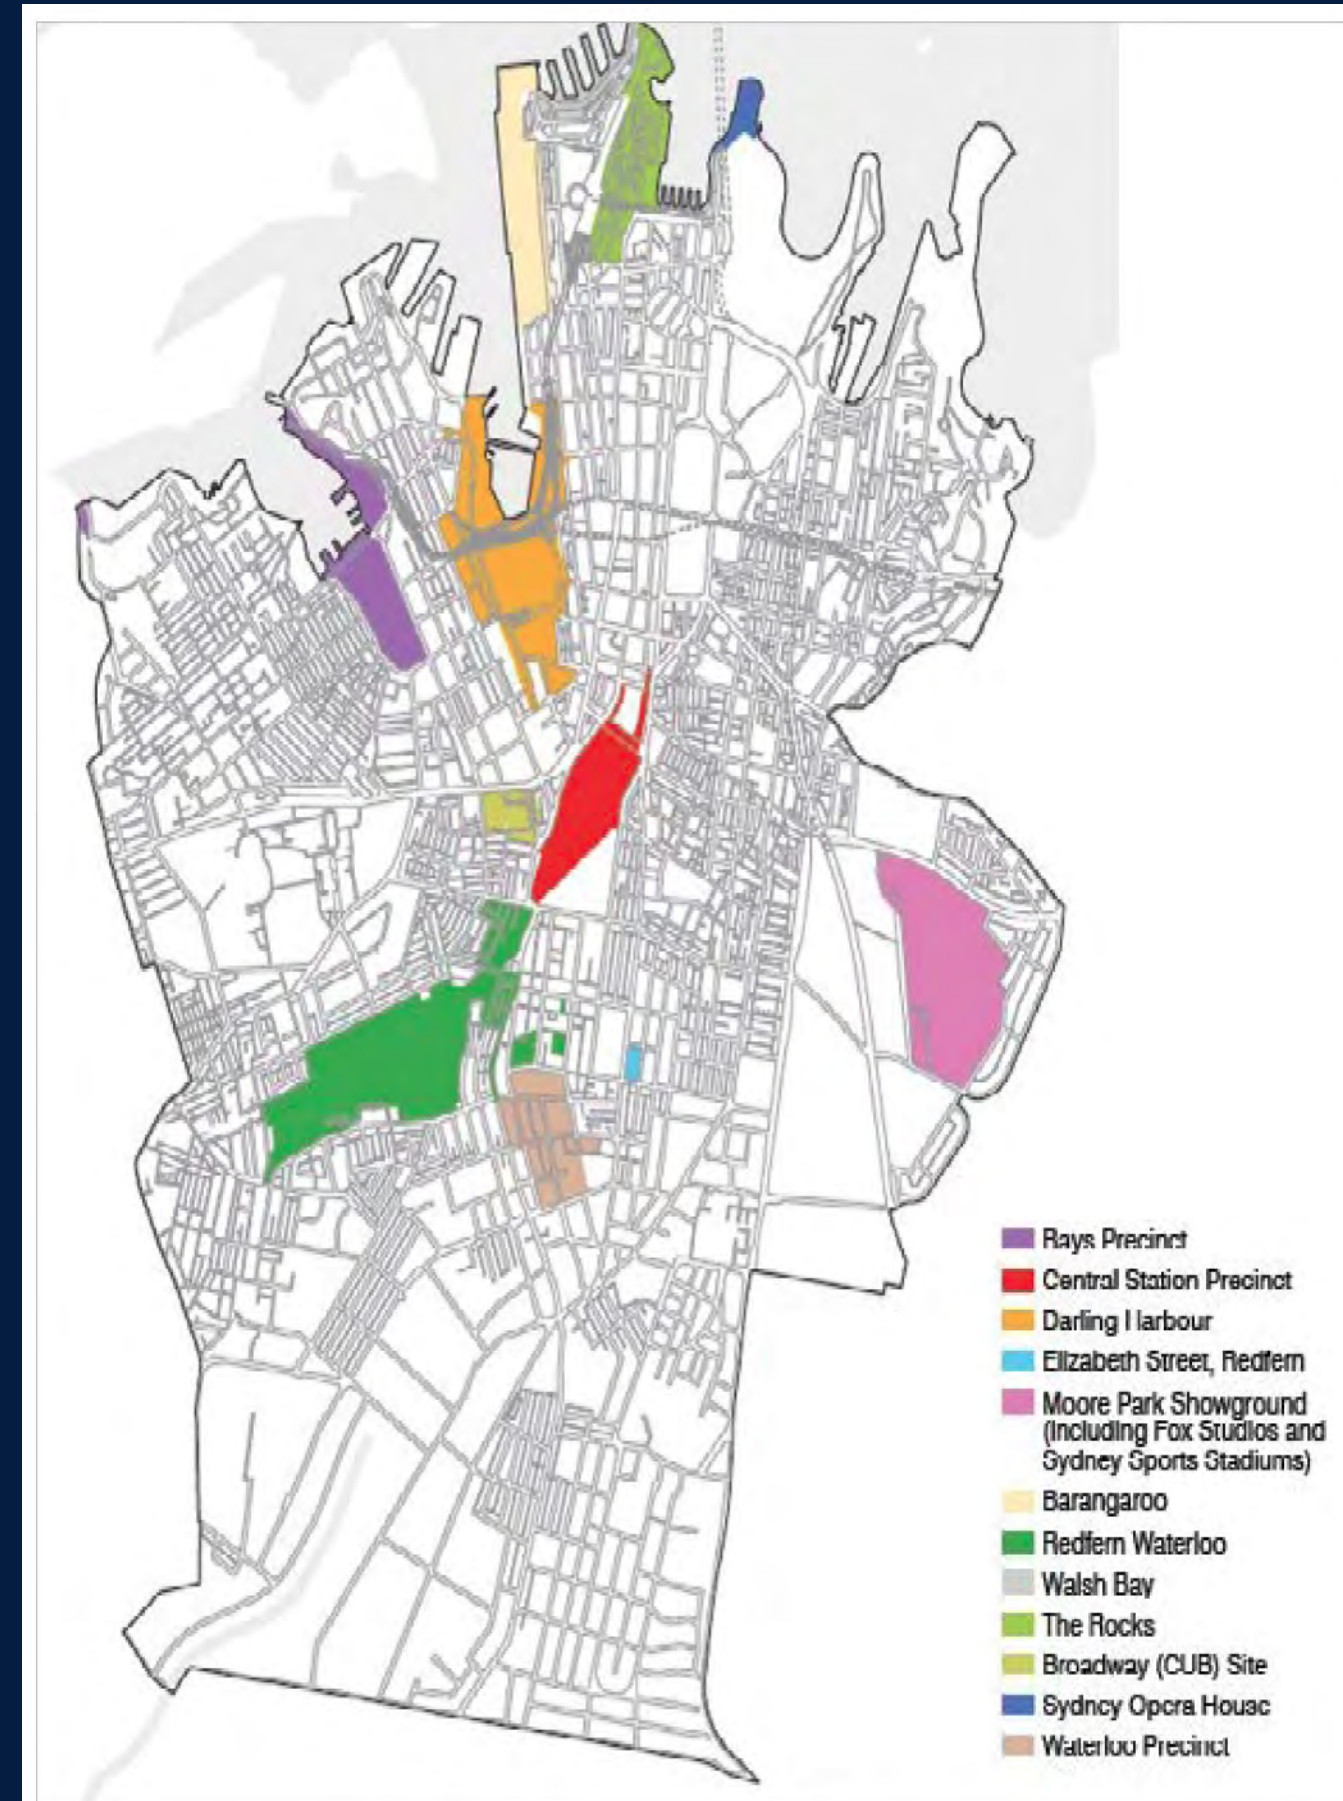 Rays Precinct
Central Station Precinct
Darling Harbour
Elizabeth Street, Redfern
Moore Park Showground
(Including Fox Studios and
Sydney Sports Stadiums)
Barangaroo
Redfern Waterloo
Walsh Bay
The Rocks
Broadway (CUB) Site
Sydney Opera House
Waterloo Precinct